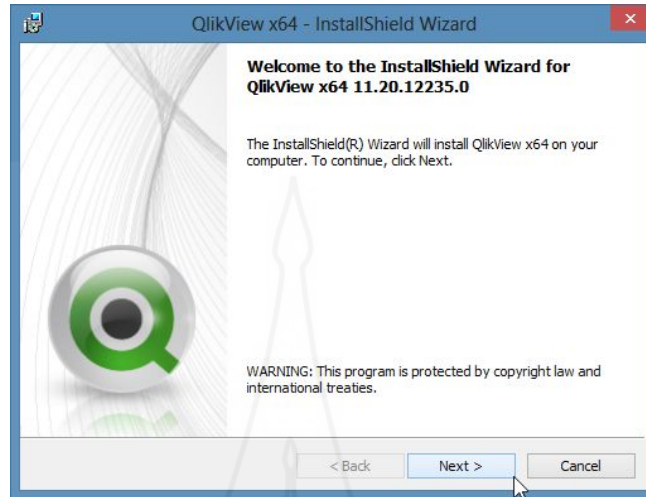 QlikView x64 - InstallShield Wizard
Welcome to the InstallShield Wizard for
QlikView x64 11.20.12235.0
The InstallShield(R) Wizard will install QlikView x64 on your
computer. To continue, click Next.
WARNING: This program is protected by copyright law and
international treaties.
< Back Next > Cancel